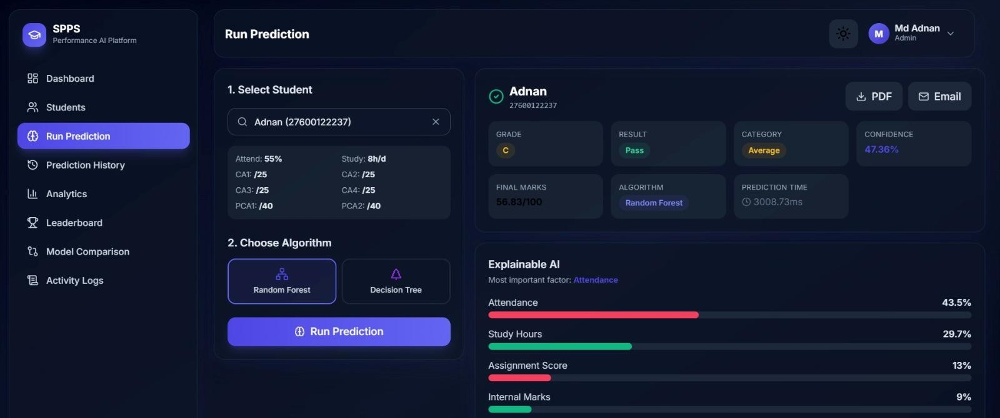 SPPS
Performance AI Platform
Dashboard
Students
Run Prediction
Prediction History
Analytics
Leaderboard
Model Comparison
Activity Logs
Run Prediction
M
Md Adnan
Admin
1. Select Student
Adnan (27600122237)
Attend: 55% Study: 8h/d
CA1: /25 CA2: /25
CA3: /25 CA4: /25
PCA1: /40 PCA2: /40
2. Choose Algorithm
Random Forest Decision Tree
Run Prediction
Adnan
27600122237
PDF Email
GRADE RESULT CATEGORY CONFIDENCE
C Pass Average 47.36%
FINAL MARKS ALGORITHM PREDICTION TIME
56.83/100 Random Forest 3008.73ms
Explainable AI
Most important factor: Attendance
Attendance 43.5%
Study Hours 29.7%
Assignment Score 13%
Internal Marks 9%